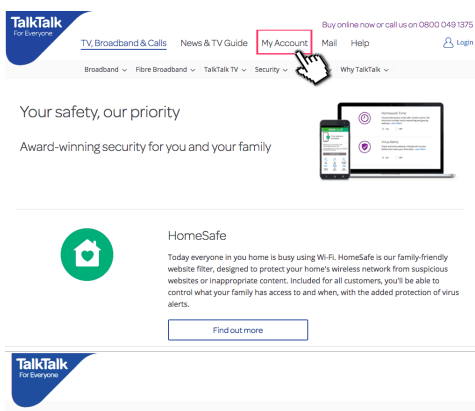 TalkTalk
For Everyone
Buy online now or call us on 0800 049 1375
TV, Broadband & Calls News & TV Guide My Account Mail Help Login
Broadband Fibre Broadband TalkTalk TV Security Why TalkTalk
Your safety, our priority
Award-winning security for you and your family
Homework Time
Virus Alerts
HomeSafe
Today everyone in you home is busy using Wi-Fi. HomeSafe is our family-friendly
website filter, designed to protect your home's wireless network from suspicious
websites or inappropriate content. Included for all customers, you'll be able to
control what your family has access to and when, with the added protection of virus
alerts.
Find out more
TalkTalk
For Everyone